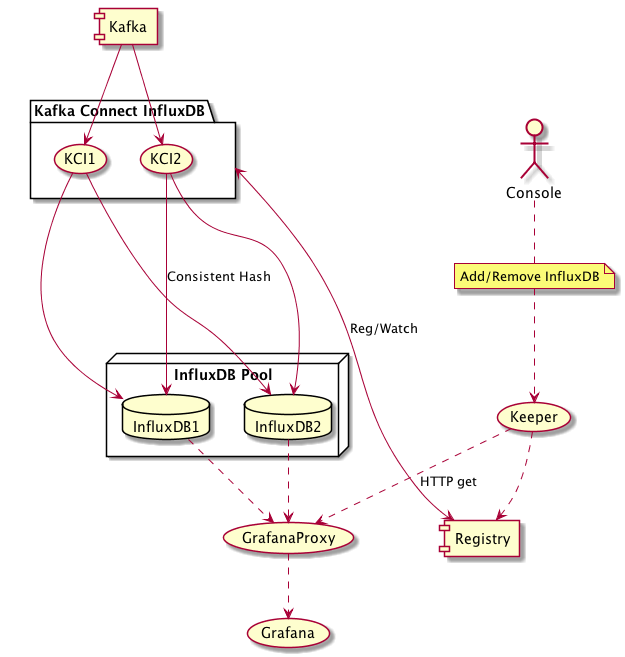 Kafka
Kafka Connect InfluxDB
KCI1
KCI2
Console
Consistent Hash
Add/Remove InfluxDB
Reg/Watch
InfluxDB Pool
InfluxDB1
InfluxDB2
Keeper
HTTP get
GrafanaProxy
Registry
Grafana